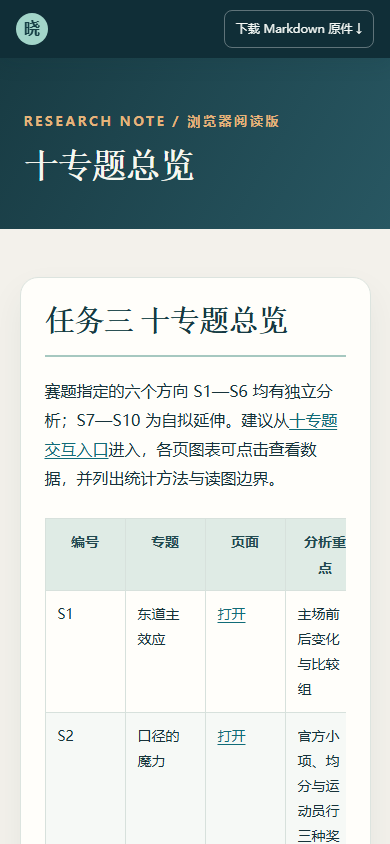 晓
下载 Markdown 原件↓
RESEARCH NOTE / 浏览器阅读版
十专题总览
任务三 十专题总览
赛题指定的六个方向 S1—S6 均有独立分
析；S7—S10 为自拟延伸。建议从十专题
交互入口进入，各页图表可点击查看数
据，并列出统计方法与读图边界。
编号 专题 页面 分析重
点
S1 东道主 打开 主场前
效应 后变化
与比较
组
S2 口径的 打开 官方小
魔力 项、均
分与运
动员行
三种奖